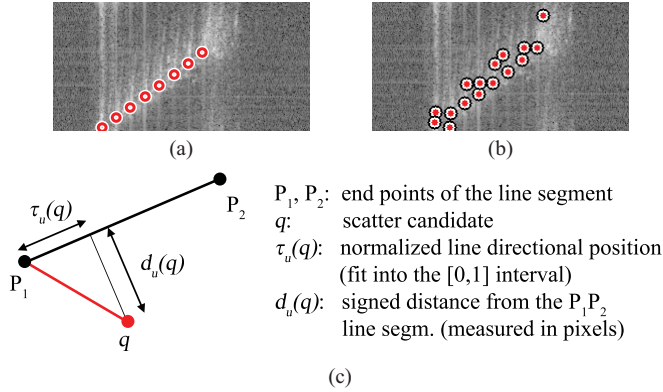 (a)
(b)
τu(q)
P1
P2
du(q)
q
P1, P2: end points of the line segment
q: scatter candidate
τu(q): normalized line directional position
(fit into the [0,1] interval)
du(q): signed distance from the P1P2
line segm. (measured in pixels)
(c)